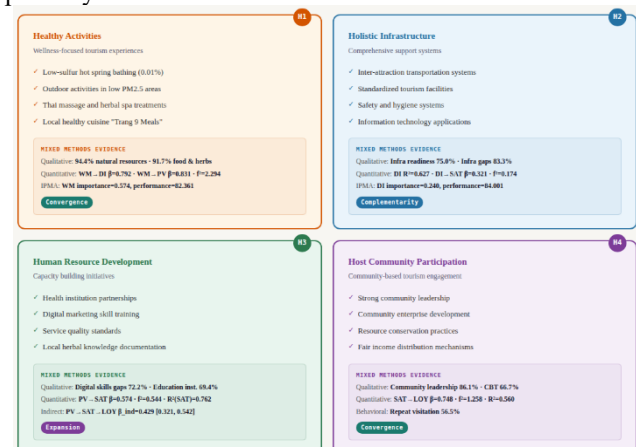 H1
Healthy Activities
Wellness-focused tourism experiences
✓ Low-sulfur hot spring bathing (0.01%)
✓ Outdoor activities in low PM2.5 areas
✓ Thai massage and herbal spa treatments
✓ Local healthy cuisine "Trang 9 Meals"
MIXED METHODS EVIDENCE
Qualitative: 94.4% natural resources · 91.7% food & herbs
Quantitative: WM→DI β=0.792 · WM→PV β=0.831 · f²=2.294
IPMA: WM importance=0.574, performance=82.361
Convergence
H2
Holistic Infrastructure
Comprehensive support systems
✓ Inter-attraction transportation systems
✓ Standardized tourism facilities
✓ Safety and hygiene systems
✓ Information technology applications
MIXED METHODS EVIDENCE
Qualitative: Infra readiness 75.0% · Infra gaps 83.3%
Quantitative: DI R²=0.627 · DI→SAT β=0.321 · f²=0.174
IPMA: DI importance=0.240, performance=84.001
Complementarity
H3
Human Resource Development
Capacity building initiatives
✓ Health institution partnerships
✓ Digital marketing skill training
✓ Service quality standards
✓ Local herbal knowledge documentation
MIXED METHODS EVIDENCE
Qualitative: Digital skills gaps 72.2% · Education inst. 69.4%
Quantitative: PV→SAT β=0.574 · f²=0.544 · R²(SAT)=0.762
Indirect: PV→SAT→LOY β_ind=0.429 [0.321, 0.542]
Expansion
H4
Host Community Participation
Community-based tourism engagement
✓ Strong community leadership
✓ Community enterprise development
✓ Resource conservation practices
✓ Fair income distribution mechanisms
MIXED METHODS EVIDENCE
Qualitative: Community leadership 86.1% · CBT 66.7%
Quantitative: SAT→LOY β=0.748 · f²=1.258 · R²=0.560
Behavioral: Repeat visitation 56.5%
Convergence